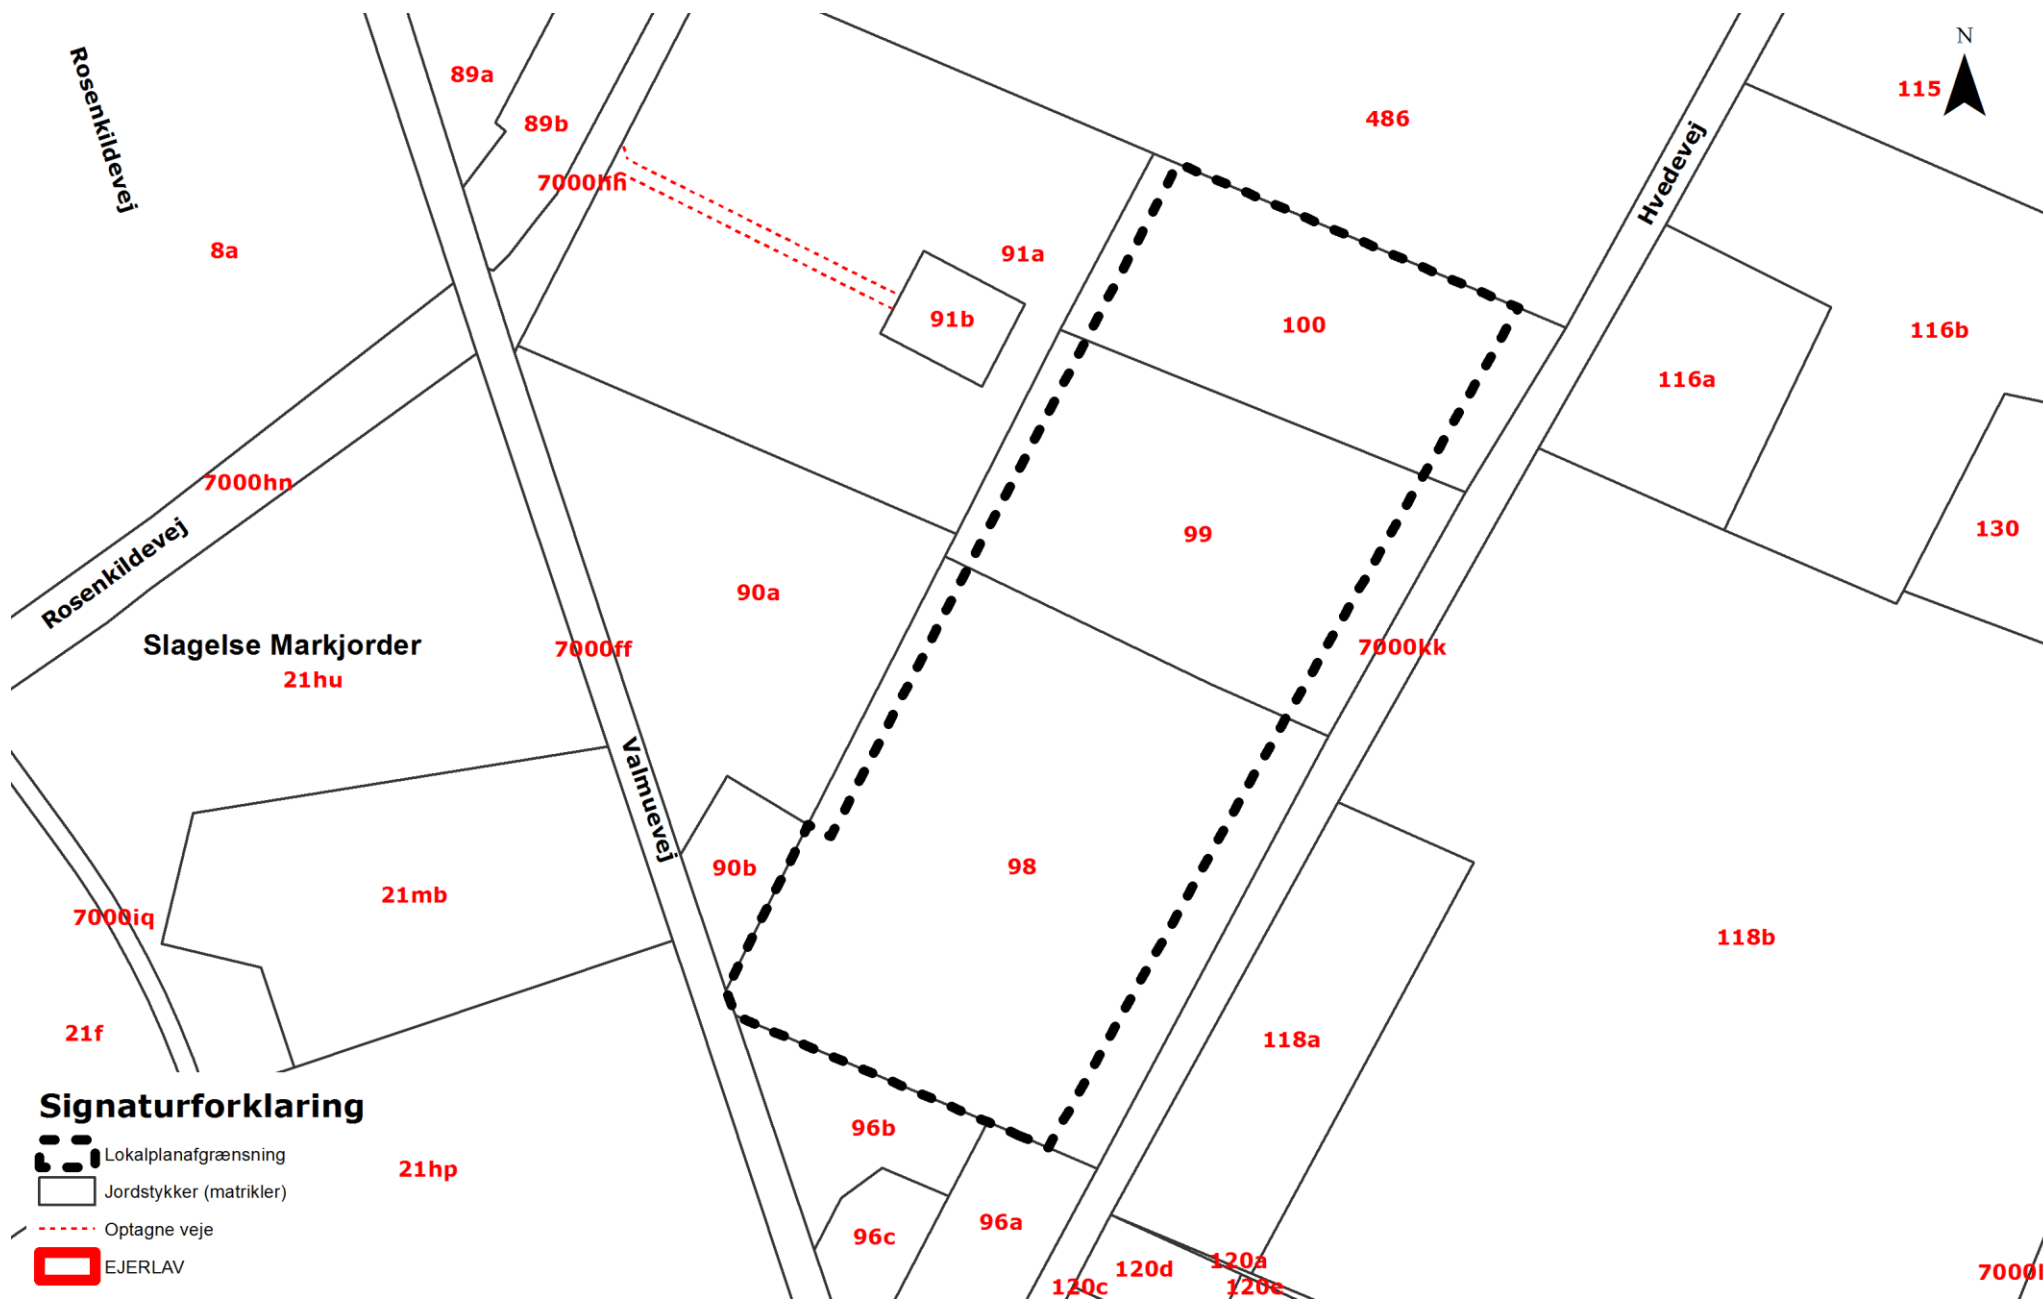 N
Rosenkildevej
89a
115
486
89b
Hvedevej
7000hh
8a
91a
91b
100
116b
116a
7000hn
130
99
Rosenkildevej
90a
Slagelse Markjorder
7000ff
7000kk
21hu
Valmuevej
90b
98
21mb
7000iq
118b
21f
118a
96b
21hp
96a
96c
120a
120d
120c
120e
Signaturforklaring
Lokalplanafgrænsning
Jordstykker (matrikler)
Optagne veje
EJERLAV